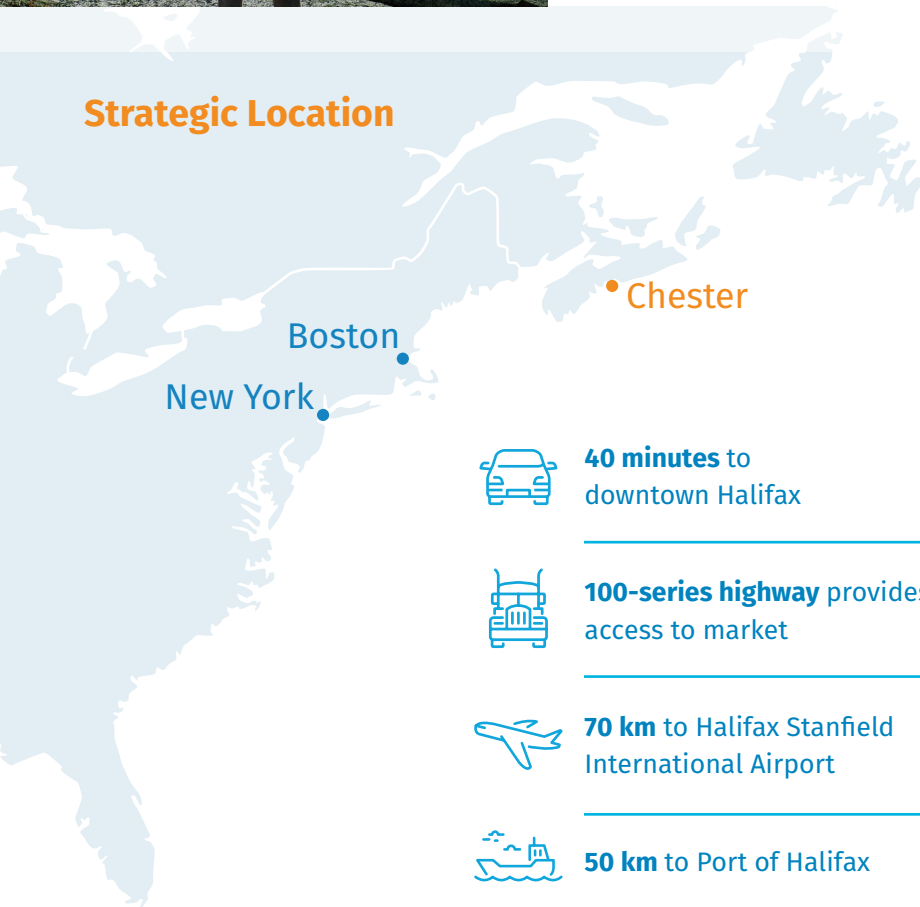 Strategic Location
Chester
Boston
New York
40 minutes to
downtown Halifax
100-series highway provides
access to market
70 km to Halifax Stanfield
International Airport
50 km to Port of Halifax